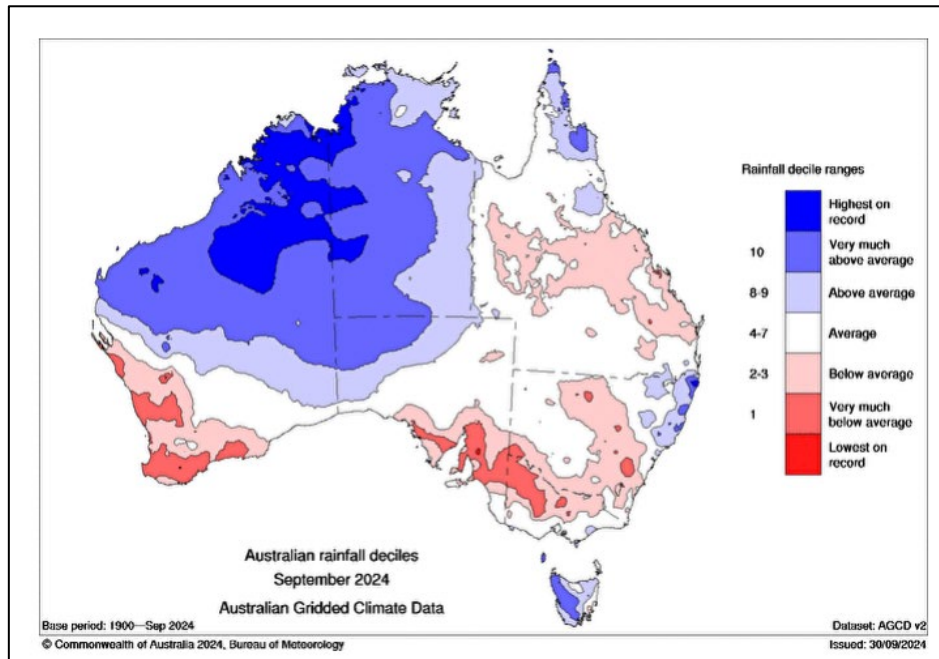 Rainfall decile ranges
Highest on
record
10
Very much
above average
8-9
Above average
4-7
Average
2-3
Below average
1
Very much
below average
Lowest on
record
Australian rainfall deciles
September 2024
Australian Gridded Climate Data
Base period: 1900—Sep 2024
Dataset: AGCD v2
© Commonwealth of Australia 2024, Bureau of Meteorology
Issued: 30/09/2024